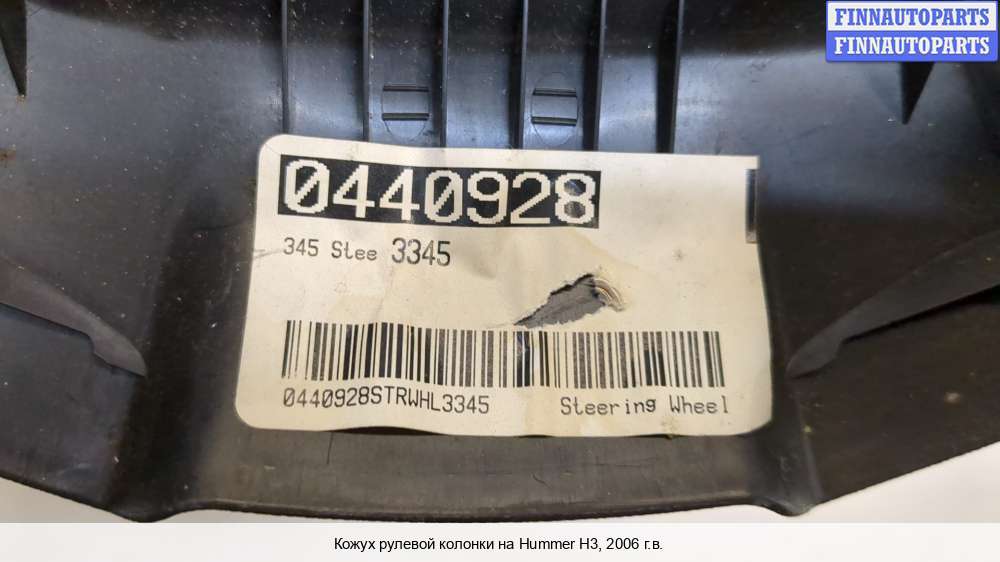 FINNAUTOPARTS
FINNAUTOPARTS
0440928
345 Stee 3345
0440928STRWHL3345
Steering Wheel
Кожух рулевой колонки на Hummer H3, 2006 г.в.